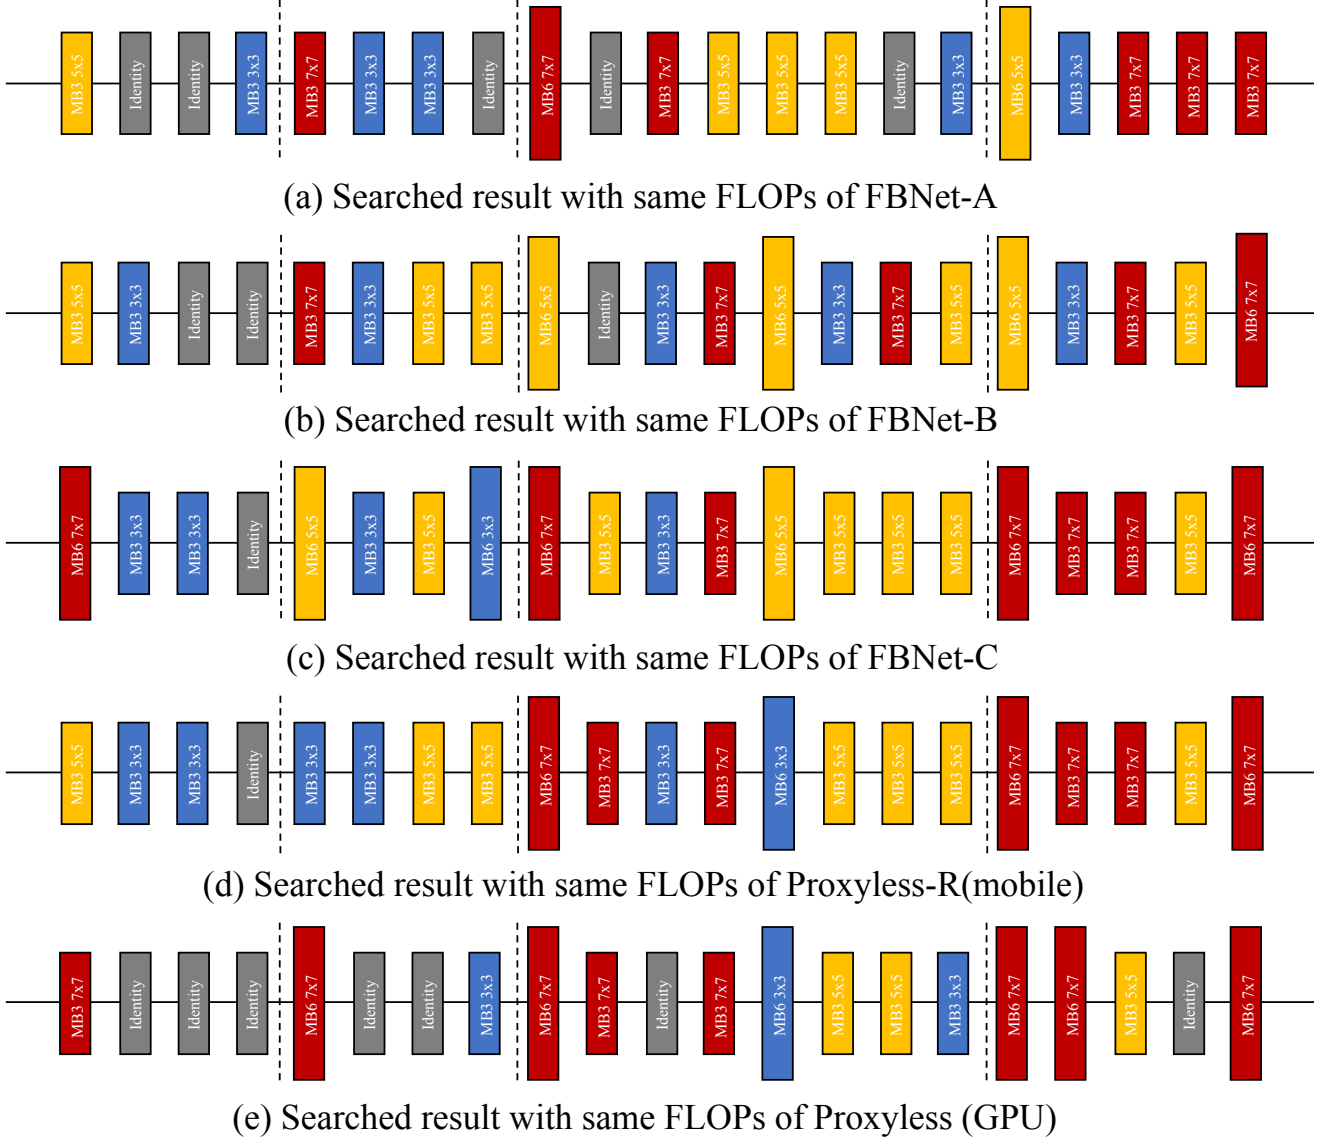 MB3 5x5
Identity
Identity
MB3 3x3
MB3 7x7
MB3 3x3
MB3 3x3
Identity
MB6 7x7
Identity
MB3 7x7
MB3 5x5
MB3 5x5
MB3 5x5
Identity
MB3 3x3
MB6 5x5
MB3 3x3
MB3 7x7
MB3 7x7
MB3 7x7
(a) Searched result with same FLOPs of FBNet-A
MB3 5x5
MB3 3x3
Identity
Identity
MB3 7x7
MB3 3x3
MB3 5x5
MB3 5x5
MB6 5x5
Identity
MB3 3x3
MB3 7x7
MB6 5x5
MB3 3x3
MB3 7x7
MB3 5x5
MB6 5x5
MB3 3x3
MB3 7x7
MB3 5x5
MB6 7x7
(b) Searched result with same FLOPs of FBNet-B
MB6 7x7
MB3 3x3
MB3 3x3
Identity
MB6 5x5
MB3 3x3
MB3 5x5
MB6 3x3
MB6 7x7
MB3 5x5
MB3 3x3
MB3 7x7
MB6 5x5
MB3 5x5
MB3 5x5
MB3 5x5
MB6 7x7
MB3 7x7
MB3 7x7
MB3 5x5
MB6 7x7
(c) Searched result with same FLOPs of FBNet-C
MB3 5x5
MB3 3x3
MB3 3x3
Identity
MB3 3x3
MB3 3x3
MB3 5x5
MB3 5x5
MB6 7x7
MB3 7x7
MB3 3x3
MB3 7x7
MB6 3x3
MB3 5x5
MB3 5x5
MB3 5x5
MB6 7x7
MB3 7x7
MB3 7x7
MB3 5x5
MB6 7x7
(d) Searched result with same FLOPs of Proxyless-R(mobile)
MB3 7x7
Identity
Identity
Identity
MB6 7x7
Identity
Identity
MB3 3x3
MB6 7x7
MB3 7x7
Identity
MB3 7x7
MB6 3x3
MB3 5x5
MB3 5x5
MB3 3x3
MB6 7x7
MB6 7x7
MB3 5x5
Identity
MB6 7x7
(e) Searched result with same FLOPs of Proxyless (GPU)